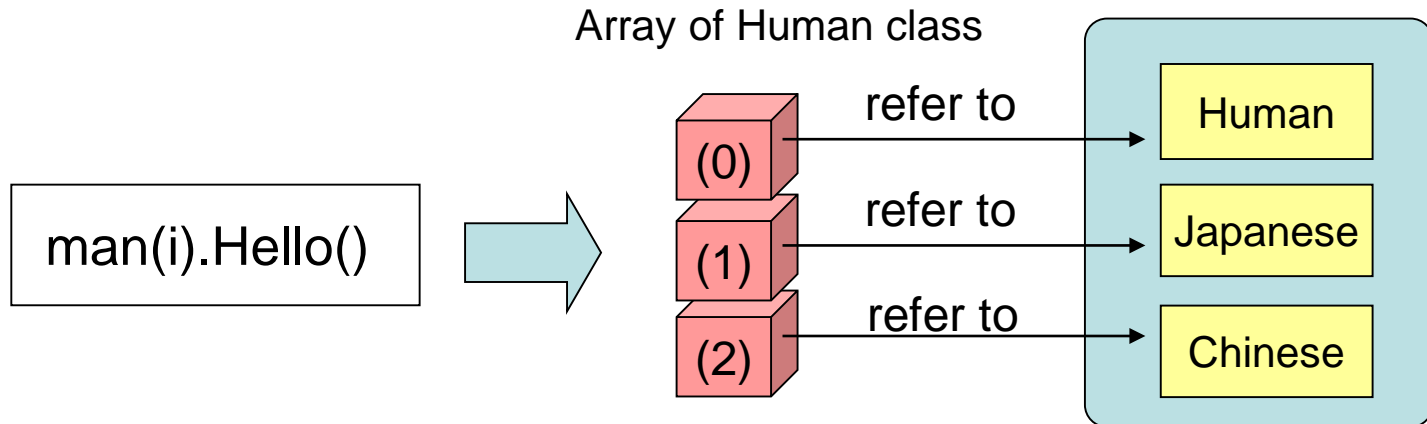 Array of Human class
man(i).Hello()
(0)
refer to
Human
(1)
refer to
Japanese
(2)
refer to
Chinese